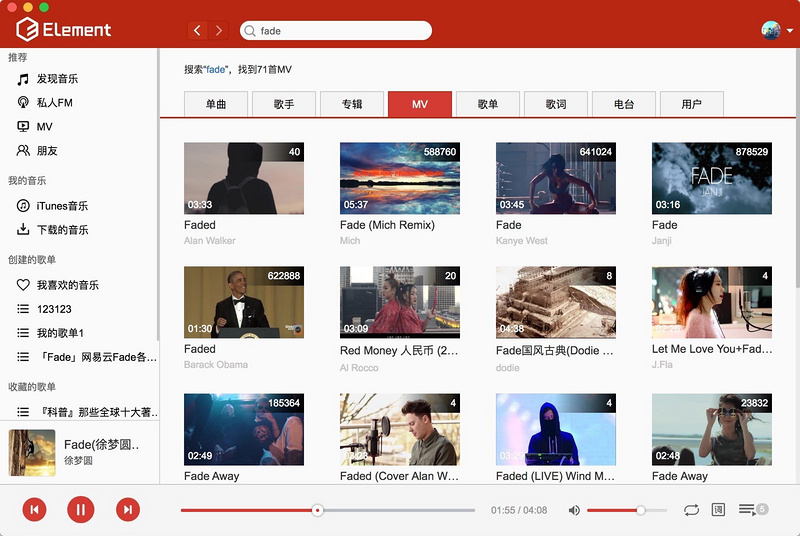 Element
fade
推荐
发现音乐
私人FM
MV
朋友
我的音乐
iTunes音乐
下载的音乐
创建的歌单
我喜欢的音乐
123123
我的歌单1
「Fade」网易云Fade各...
收藏的歌单
『科普』那些全球十大著..
Fade(徐梦圆..
徐梦圆
搜索“fade”，找到71首MV
单曲 歌手 专辑 MV 歌单 歌词 电台 用户
40 588760 641024 878529
FADE
JANJI
03:33 05:37 03:45 03:16
Faded Fade (Mich Remix) Fade Fade
Alan Walker Mich Kanye West Janji
622888 20 8 4
01:30 03:09 04:38
Faded Red Money 人民币 (2... Fade国风古典(Dodie ... Let Me Love You+Fad...
Barack Obama Al Rocco dodie J.Fla
185364 4 4 23832
02:49 02:48
Fade Away Faded (Cover Alan W... Faded (LIVE) Wind M... Fade Away
01:55 / 04:08
词
5